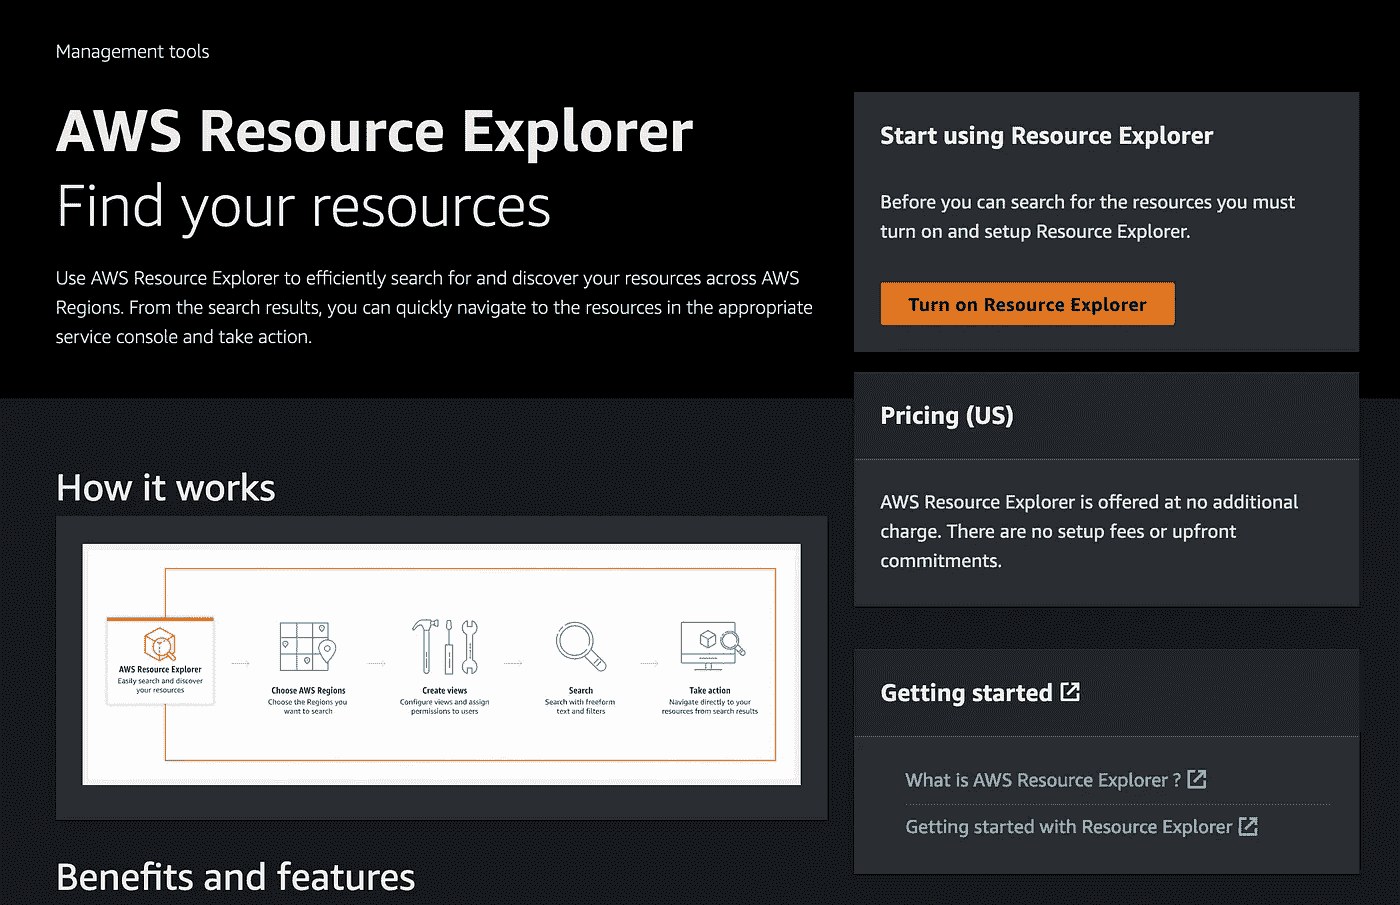 Management tools
AWS Resource Explorer
Find your resources
Use AWS Resource Explorer to efficiently search for and discover your resources across AWS
Regions. From the search results, you can quickly navigate to the resources in the appropriate
service console and take action.
Start using Resource Explorer
Before you can search for the resources you must
turn on and setup Resource Explorer.
Turn on Resource Explorer
Pricing (US)
AWS Resource Explorer is offered at no additional
charge. There are no setup fees or upfront
commitments.
How it works
AWS Resource Explorer
Easily search and discover
your resources
Choose AWS Regions
Choose the Regions you
want to search
Create views
Configure views and assign
permissions to users
Search
Search with freeform
text and filters
Take action
Navigate directly to your
resources from search results
Getting started
What is AWS Resource Explorer ?
Getting started with Resource Explorer
Benefits and features